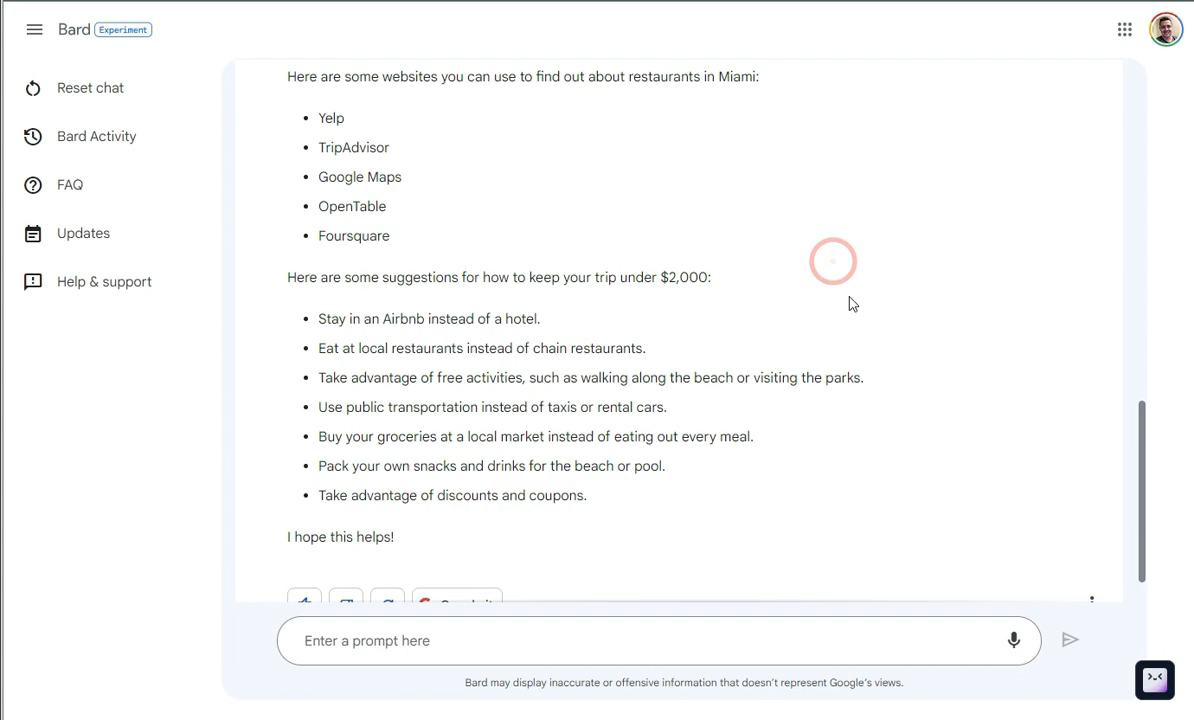 Bard Experiment
Reset chat
Bard Activity
FAQ
Updates
Help & support
Here are some websites you can use to find out about restaurants in Miami:
• Yelp
• TripAdvisor
• Google Maps
• OpenTable
• Foursquare
Here are some suggestions for how to keep your trip under $2,000:
• Stay in an Airbnb instead of a hotel.
• Eat at local restaurants instead of chain restaurants.
• Take advantage of free activities, such as walking along the beach or visiting the parks.
• Use public transportation instead of taxis or rental cars.
• Buy your groceries at a local market instead of eating out every meal.
• Pack your own snacks and drinks for the beach or pool.
• Take advantage of discounts and coupons.
I hope this helps!
Enter a prompt here
Bard may display inaccurate or offensive information that doesn't represent Google's views.